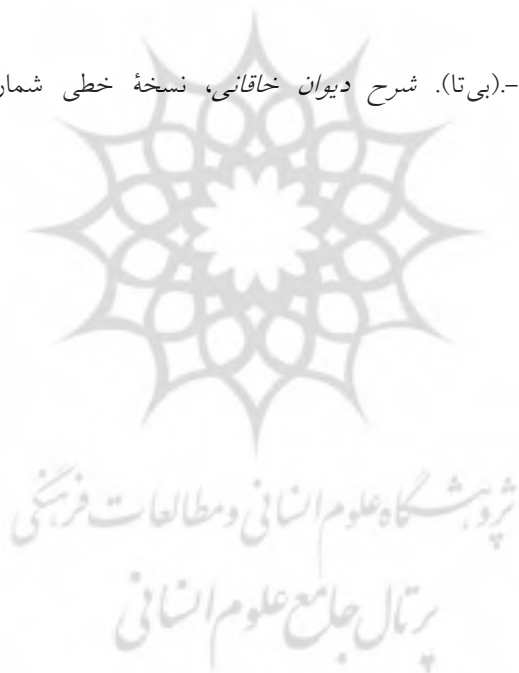 -.(بی‌تا). شرح دیوان خاقانی، نسخهٔ خطی شمار
پژوهشگاه علوم انسانی و مطالعات فرهنگی
پرتال جامع علوم انسانی